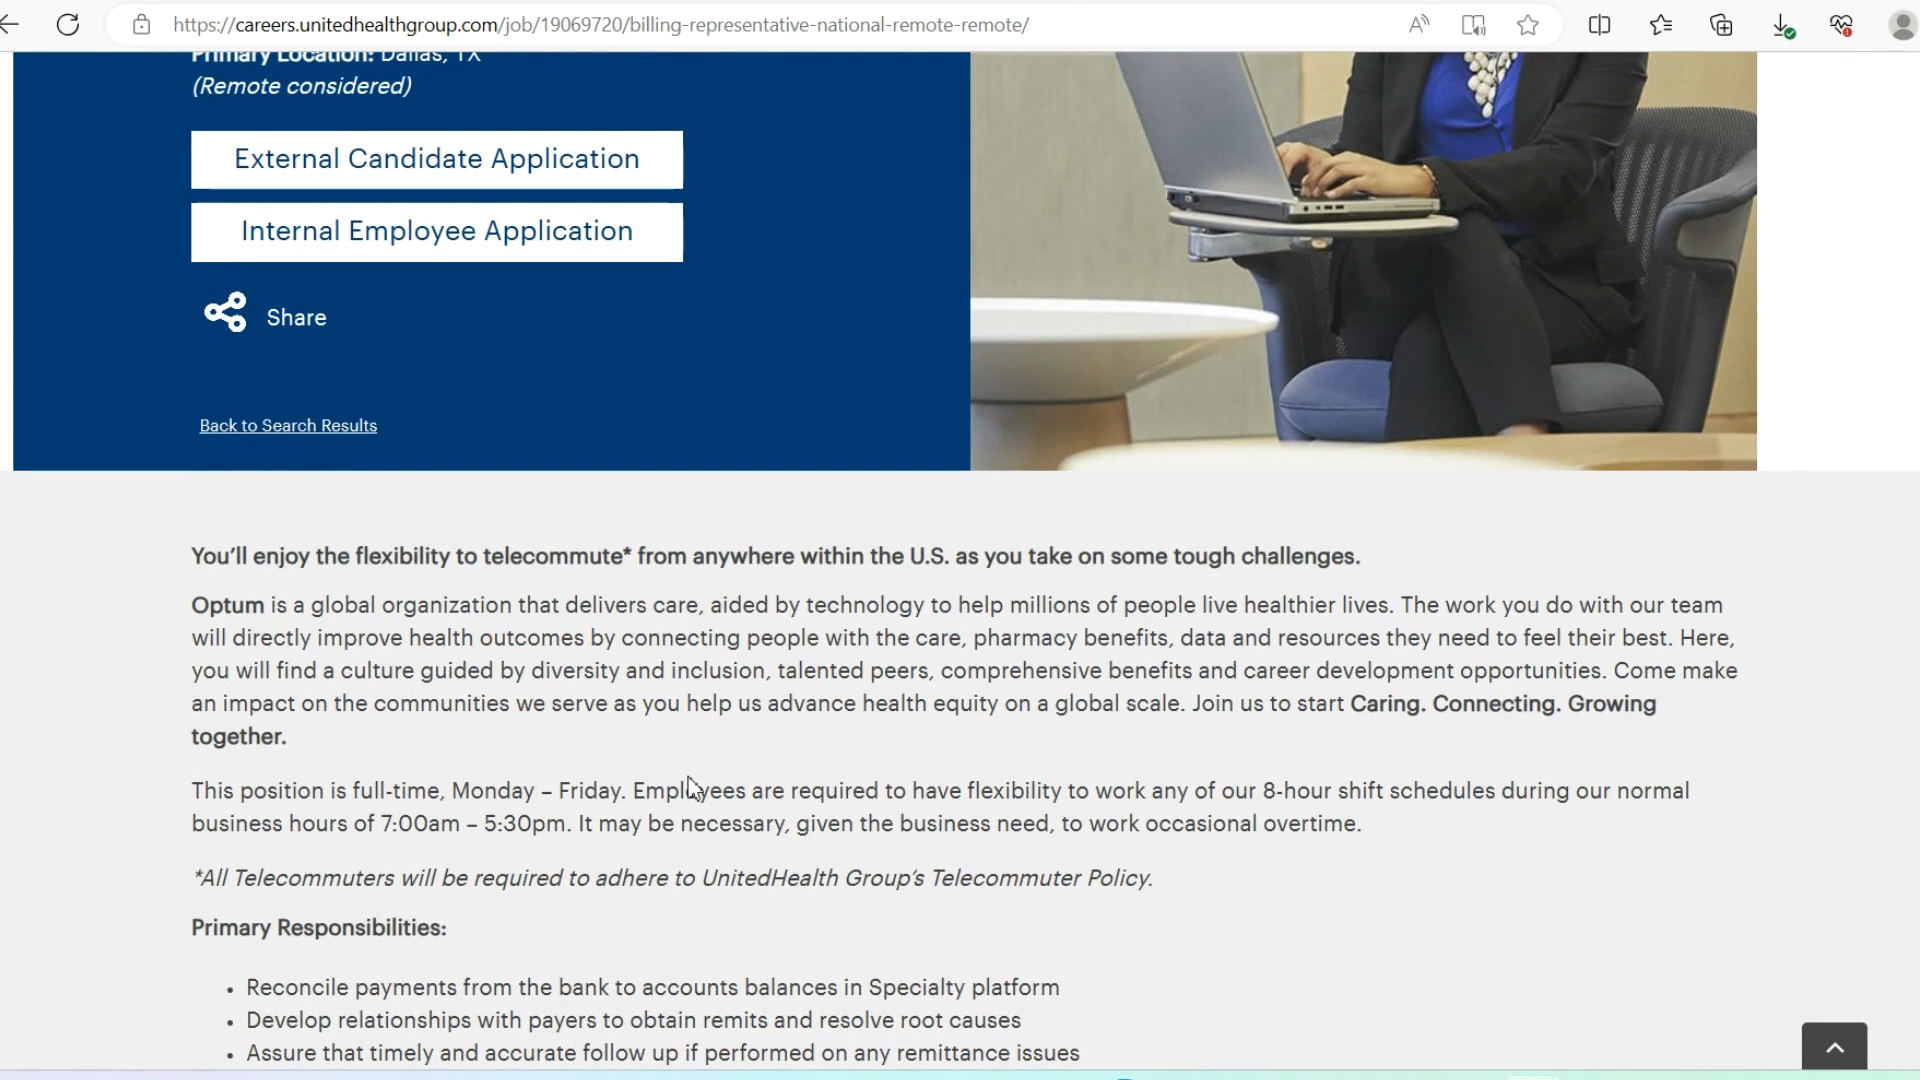 https://careers.unitedhealthgroup.com/job/19069720/billing-representative-national-remote-remote/
Primary Location: Dallas, TX
(Remote considered)
External Candidate Application
Internal Employee Application
Share
Back to Search Results
You'll enjoy the flexibility to telecommute* from anywhere within the U.S. as you take on some tough challenges.
Optum is a global organization that delivers care, aided by technology to help millions of people live healthier lives. The work you do with our team
will directly improve health outcomes by connecting people with the care, pharmacy benefits, data and resources they need to feel their best. Here,
you will find a culture guided by diversity and inclusion, talented peers, comprehensive benefits and career development opportunities. Come make
an impact on the communities we serve as you help us advance health equity on a global scale. Join us to start Caring. Connecting. Growing
together.
This position is full-time, Monday – Friday. Employees are required to have flexibility to work any of our 8-hour shift schedules during our normal
business hours of 7:00am – 5:30pm. It may be necessary, given the business need, to work occasional overtime.
*All Telecommuters will be required to adhere to UnitedHealth Group's Telecommuter Policy.
Primary Responsibilities:
• Reconcile payments from the bank to accounts balances in Specialty platform
• Develop relationships with payers to obtain remits and resolve root causes
• Assure that timely and accurate follow up if performed on any remittance issues